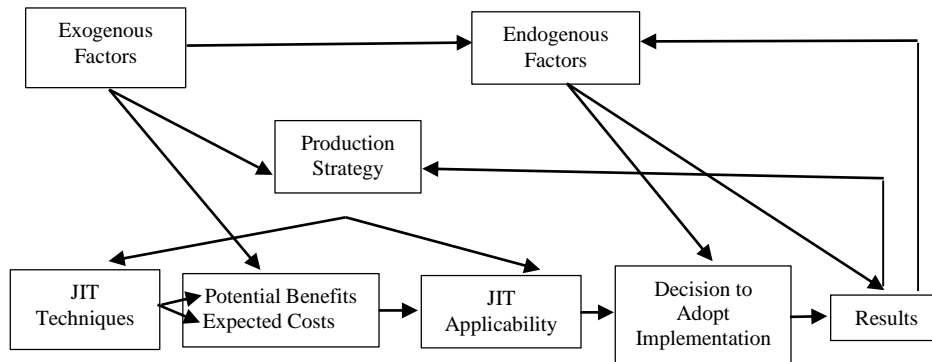 Exogenous
Factors
Endogenous
Factors
Production
Strategy
JIT
Techniques
Potential Benefits
Expected Costs
JIT
Applicability
Decision to
Adopt
Implementation
Results